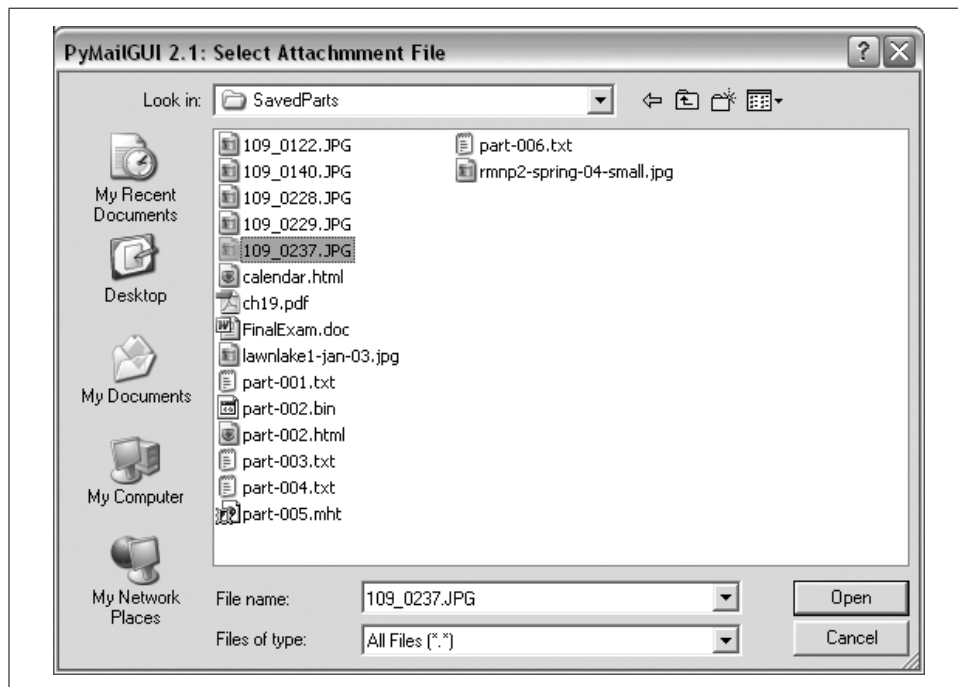 PyMailGUI 2.1: Select Attachmment File
Look in:
SavedParts
My Recent
Documents
Desktop
My Documents
My Computer
My Network
Places
109_0122.JPG
109_0140.JPG
109_0228.JPG
109_0229.JPG
109_0237.JPG
calendar.html
ch19.pdf
FinalExam.doc
lawnlake1-jan-03.jpg
part-001.txt
part-002.bin
part-002.html
part-003.txt
part-004.txt
part-005.mht
part-006.txt
rmnp2-spring-04-small.jpg
File name:
109_0237.JPG
Open
Files of type:
All Files (*.*)
Cancel